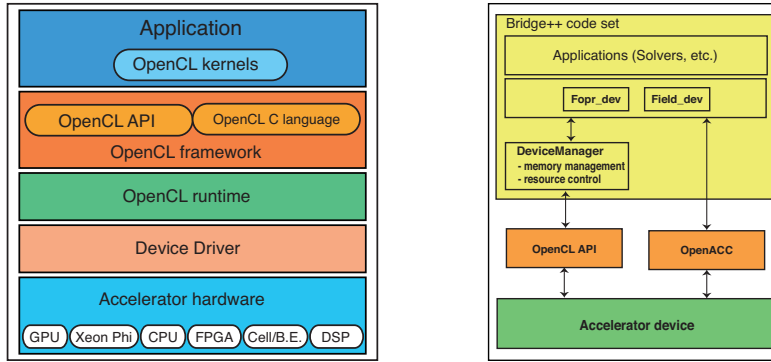 Application
OpenCL kernels
OpenCL API
OpenCL C language
OpenCL framework
OpenCL runtime
Device Driver
Accelerator hardware
GPU
Xeon Phi
CPU
FPGA
Cell/B.E.
DSP
Bridge++ code set
Applications (Solvers, etc.)
Fopr_dev
Field_dev
DeviceManager
- memory management
- resource control
OpenCL API
OpenACC
Accelerator device